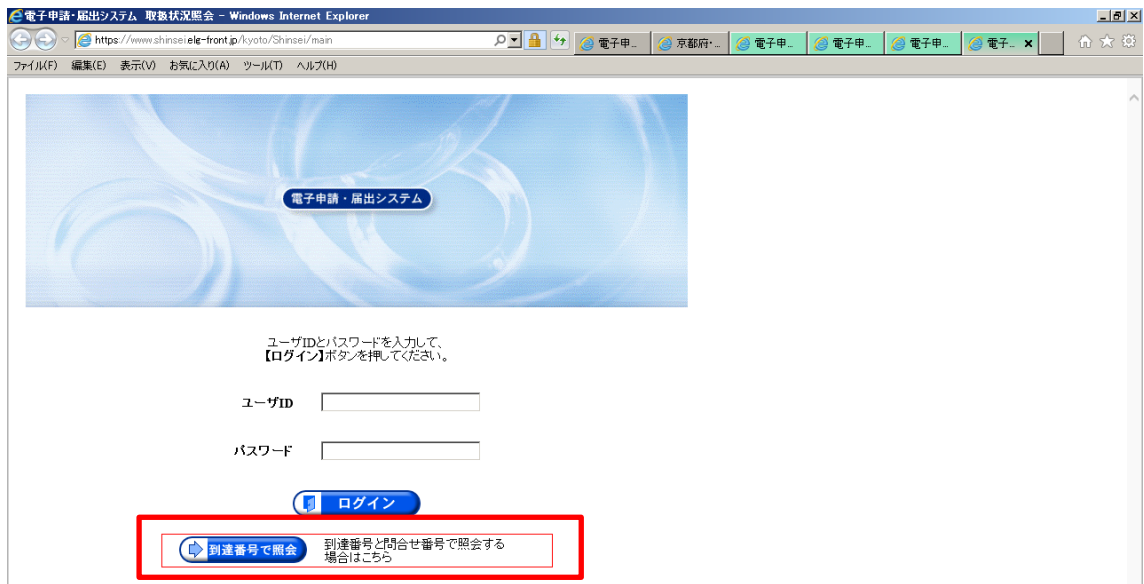 電子申請・届出システム 取扱状況照会 - Windows Internet Explorer
https://www.shinsei.elg-front.jp/kyoto/Shinsei/main
電子申...
京都府・...
電子申...
電子申...
電子申...
電子...
ファイル(F) 編集(E) 表示(V) お気に入り(A) ツール(T) ヘルプ(H)
電子申請・届出システム
ユーザIDとパスワードを入力して、
【ログイン】ボタンを押してください。
ユーザID
パスワード
ログイン
到達番号で照会
到達番号と問合せ番号で照会する
場合はこちら